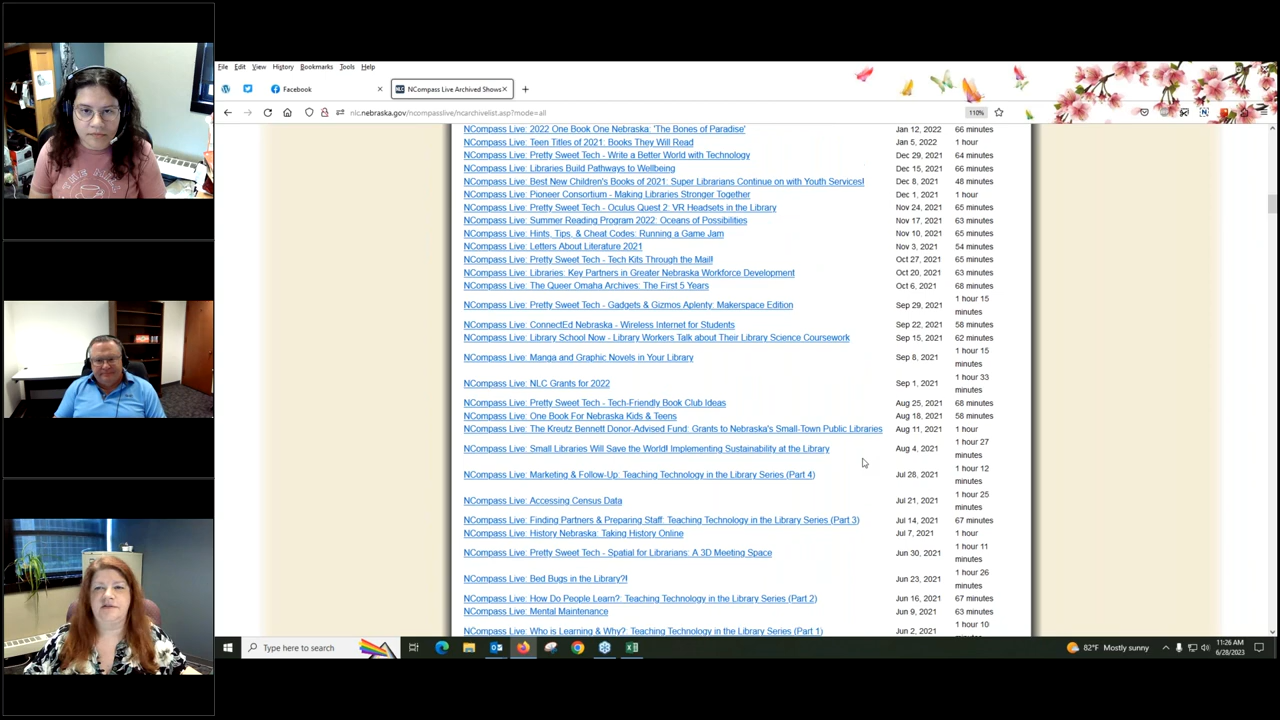 File Edit View History Bookmarks Tools Help
Facebook
NCompass Live Archived Shows
nlc.nebraska.gov/ncompasslive/ncarchivelist.asp?mode=all
110%
NCompass Live: 2022 One Book One Nebraska: 'The Bones of Paradise' Jan 12, 2022 66 minutes
NCompass Live: Teen Titles of 2021: Books They Will Read Jan 5, 2022 1 hour
NCompass Live: Pretty Sweet Tech - Write a Better World with Technology Dec 29, 2021 64 minutes
NCompass Live: Libraries Build Pathways to Wellbeing Dec 15, 2021 66 minutes
NCompass Live: Best New Children's Books of 2021: Super Librarians Continue on with Youth Services! Dec 8, 2021 48 minutes
NCompass Live: Pioneer Consortium - Making Libraries Stronger Together Dec 1, 2021 1 hour
NCompass Live: Pretty Sweet Tech - Oculus Quest 2: VR Headsets in the Library Nov 24, 2021 65 minutes
NCompass Live: Summer Reading Program 2022: Oceans of Possibilities Nov 17, 2021 63 minutes
NCompass Live: Hints, Tips, & Cheat Codes: Running a Game Jam Nov 10, 2021 65 minutes
NCompass Live: Letters About Literature 2021 Nov 3, 2021 54 minutes
NCompass Live: Pretty Sweet Tech - Tech Kits Through the Mail! Oct 27, 2021 65 minutes
NCompass Live: Libraries: Key Partners in Greater Nebraska Workforce Development Oct 20, 2021 63 minutes
NCompass Live: The Queer Omaha Archives: The First 5 Years Oct 6, 2021 68 minutes
NCompass Live: Pretty Sweet Tech - Gadgets & Gizmos Aplenty: Makerspace Edition Sep 29, 2021 1 hour 15
minutes
NCompass Live: ConnectEd Nebraska - Wireless Internet for Students Sep 22, 2021 58 minutes
NCompass Live: Library School Now - Library Workers Talk about Their Library Science Coursework Sep 15, 2021 62 minutes
NCompass Live: Manga and Graphic Novels in Your Library Sep 8, 2021 1 hour 15
minutes
NCompass Live: NLC Grants for 2022 Sep 1, 2021 1 hour 33
minutes
NCompass Live: Pretty Sweet Tech - Tech-Friendly Book Club Ideas Aug 25, 2021 68 minutes
NCompass Live: One Book For Nebraska Kids & Teens Aug 18, 2021 58 minutes
NCompass Live: The Kreutz Bennett Donor-Advised Fund: Grants to Nebraska's Small-Town Public Libraries Aug 11, 2021 1 hour
NCompass Live: Small Libraries Will Save the World! Implementing Sustainability at the Library Aug 4, 2021 1 hour 27
minutes
NCompass Live: Marketing & Follow-Up: Teaching Technology in the Library Series (Part 4) Jul 28, 2021 1 hour 12
minutes
NCompass Live: Accessing Census Data Jul 21, 2021 1 hour 25
minutes
NCompass Live: Finding Partners & Preparing Staff: Teaching Technology in the Library Series (Part 3) Jul 14, 2021 67 minutes
NCompass Live: History Nebraska: Taking History Online Jul 7, 2021 1 hour
NCompass Live: Pretty Sweet Tech - Spatial for Librarians: A 3D Meeting Space Jun 30, 2021 1 hour 11
minutes
NCompass Live: Bed Bugs in the Library?! Jun 23, 2021 1 hour 26
minutes
NCompass Live: How Do People Learn?: Teaching Technology in the Library Series (Part 2) Jun 16, 2021 67 minutes
NCompass Live: Mental Maintenance Jun 9, 2021 63 minutes
NCompass Live: Who is Learning & Why?: Teaching Technology in the Library Series (Part 1) Jun 2, 2021 1 hour 10
Type here to search
82°F Mostly sunny
11:26 AM
6/28/2023